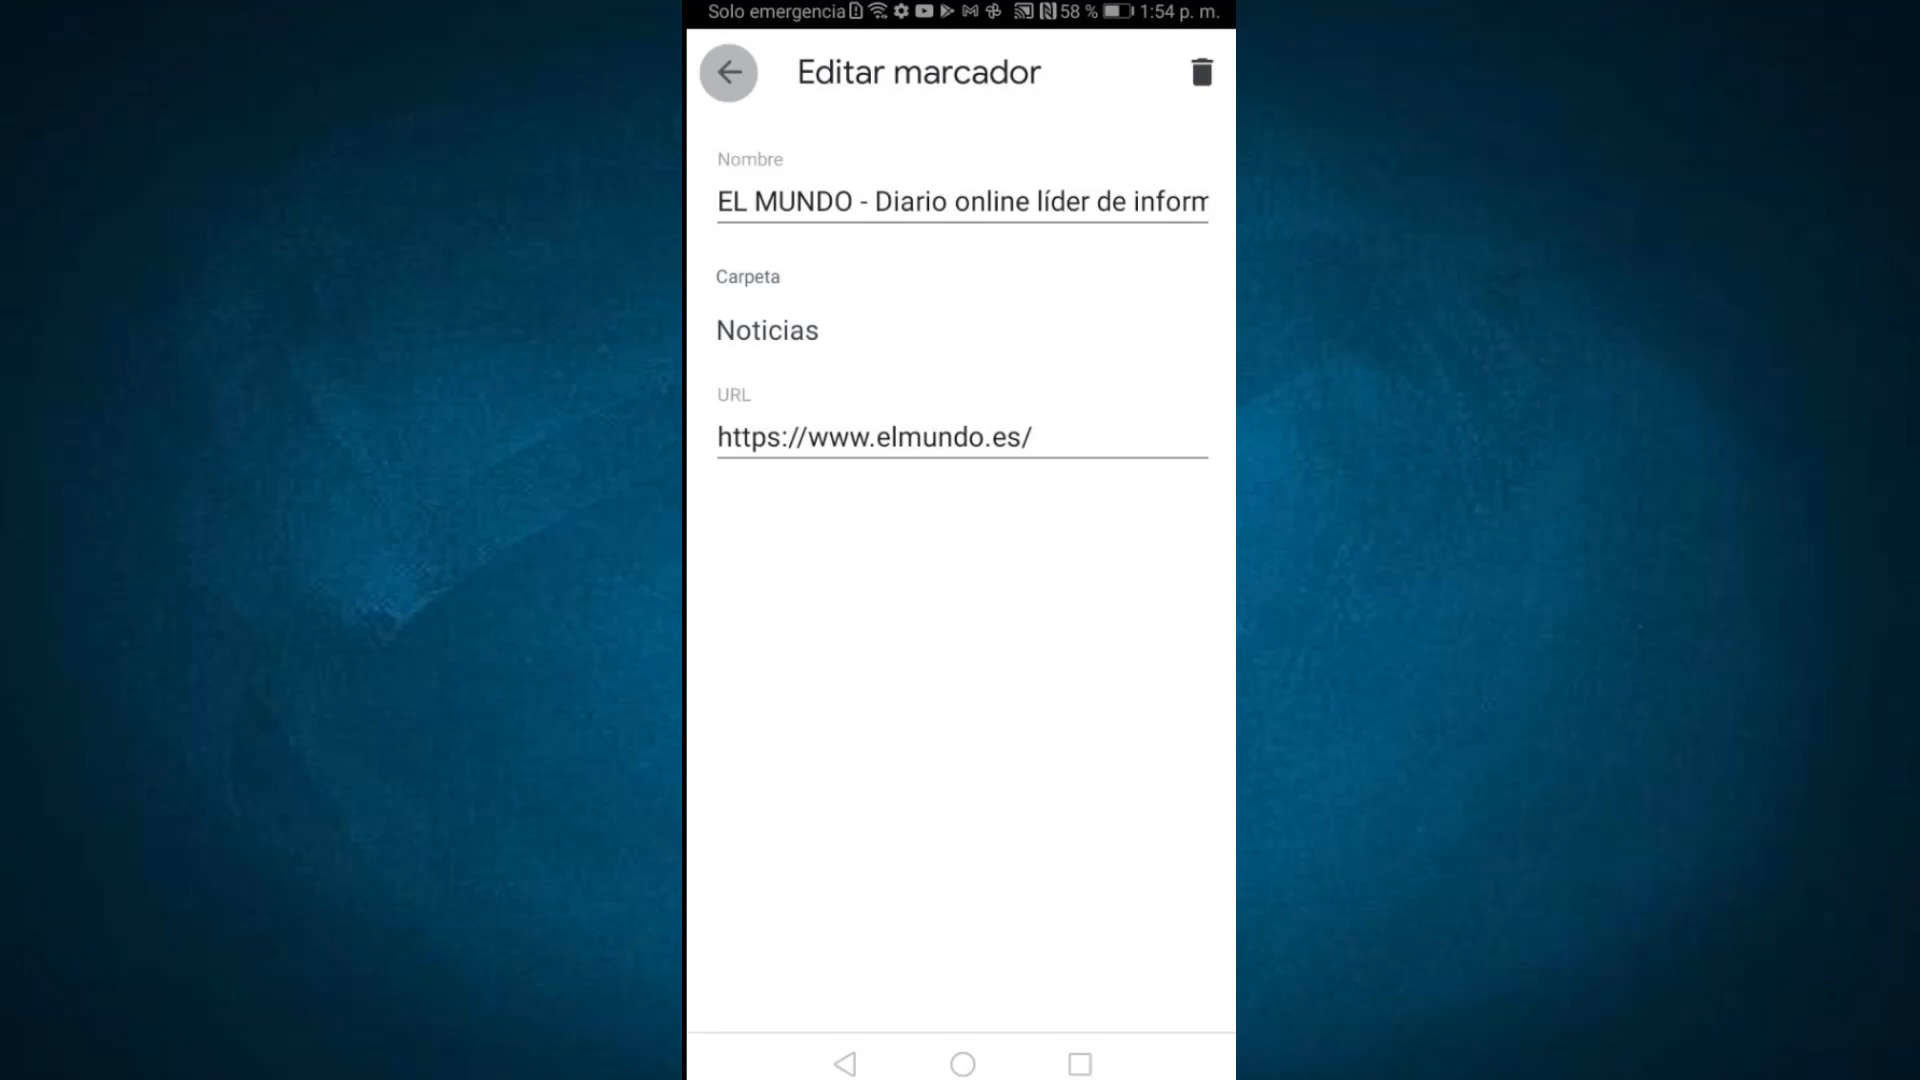 Solo emergencia 58 % 1:54 p. m.
Editar marcador
Nombre
EL MUNDO - Diario online líder de inform
Carpeta
Noticias
URL
https://www.elmundo.es/